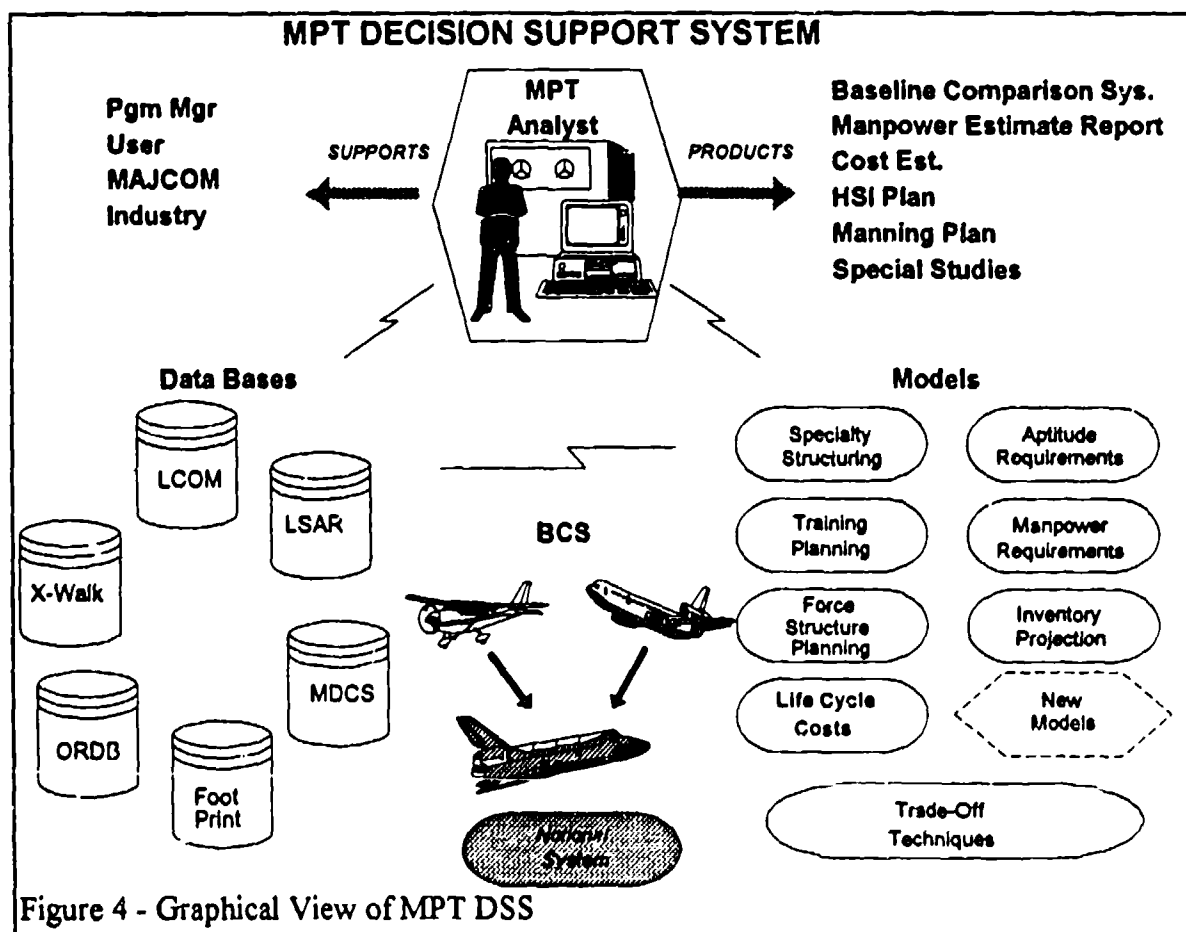 MPT DECISION SUPPORT SYSTEM
Pgm Mgr
User
MAJCOM
Industry
SUPPORTS
MPT
Analyst
PRODUCTS
Baseline Comparison Sys.
Manpower Estimate Report
Cost Est.
HSI Plan
Manning Plan
Special Studies
Data Bases
LCOM
LSAR
X-Walk
MDCS
ORDB
Foot
Print
BCS
Notional
System
Models
Specialty
Structuring
Aptitude
Requirements
Training
Planning
Manpower
Requirements
Force
Structure
Planning
Inventory
Projection
Life Cycle
Costs
New
Models
Trade-Off
Techniques
Figure 4 - Graphical View of MPT DSS